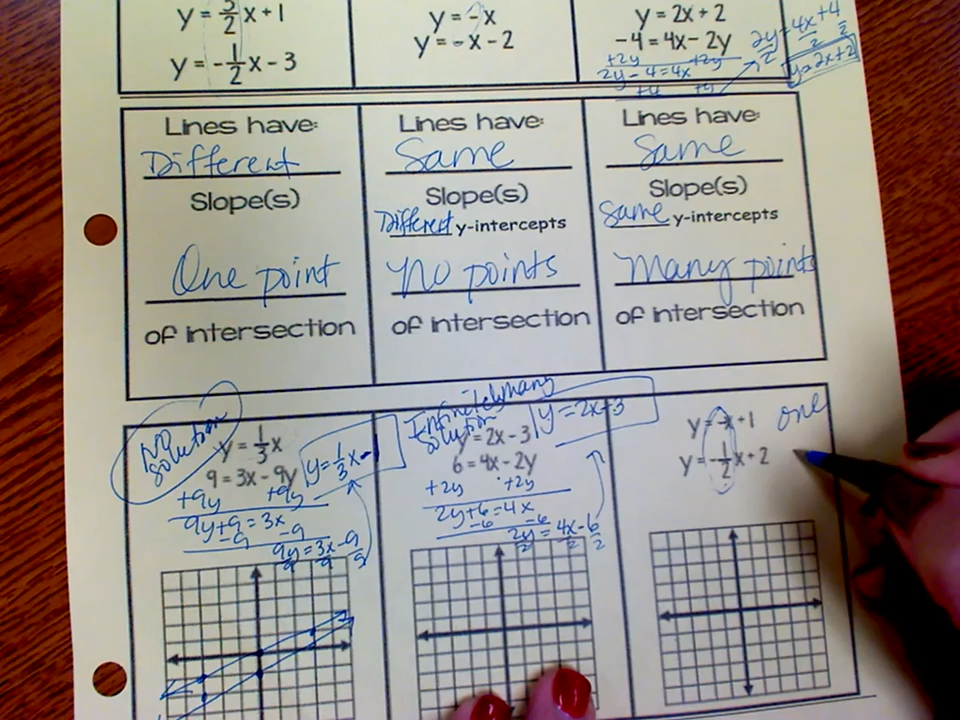 y = 5/2x + 1
y = -1/2x - 3
y = -x
y = -x - 2
y = 2x + 2
-4 = 4x - 2y
+2y +2y
2y - 4 = 4x
+4 +4
2y = 4x + 4
2 2 2
y = 2x + 2
Lines have:
Different
Slope(s)
One point
of intersection
Lines have:
Same
Slope(s)
Different y-intercepts
No points
of intersection
Lines have:
Same
Slope(s)
Same y-intercepts
Many points
of intersection
No solution
y = 1/3x
9 = 3x - 9y
+9y +9y
9y + 9 = 3x
-9 -9
9y = 3x - 9
9 9 9
y = 1/3x - 1
Infinitely many
solution
y = 2x - 3
6 = 4x - 2y
+2y +2y
2y + 6 = 4x
-6 -6
2y = 4x - 6
2 2 2
y = 2x - 3
y = -x + 1
y = -1/2x + 2
one